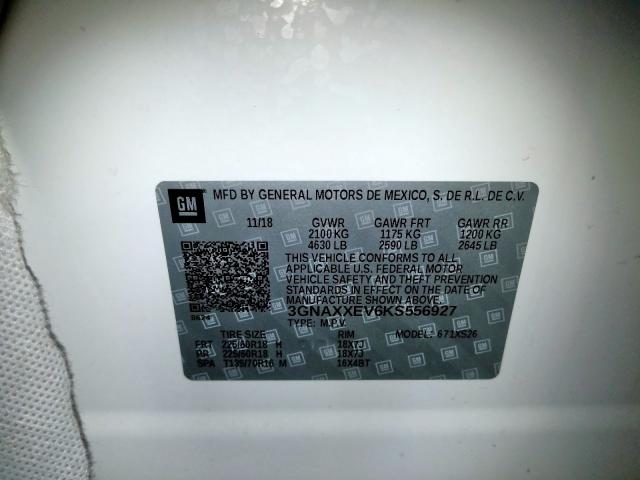 GM MFD BY GENERAL MOTORS DE MEXICO, S. DE R.L. DE C.V.
11/18 GVWR GAWR FRT GAWR RR
2100 KG 1175 KG 1200 KG
4630 LB 2590 LB 2645 LB
THIS VEHICLE CONFORMS TO ALL
APPLICABLE U.S. FEDERAL MOTOR
VEHICLE SAFETY AND THEFT PREVENTION
STANDARDS IN EFFECT ON THE DATE OF
MANUFACTURE SHOWN ABOVE.
3GNAXXEV6KS556927
TYPE: M.P.V. MODEL: 671XS26
TIRE SIZE RIM
FRT 225/60R18 H 18X7J
RR 225/60R18 H 18X7J
SPA T135/70R16 M 16X4BT